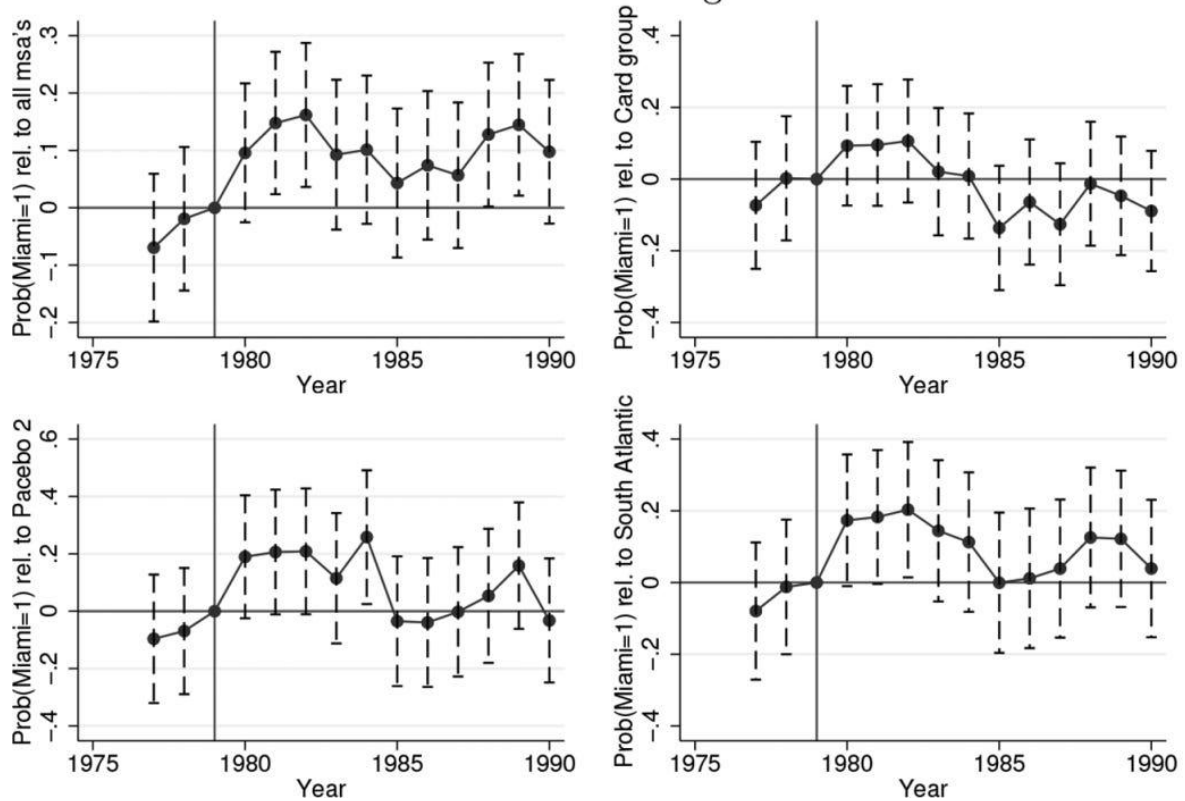 Prob(Miami=1) rel. to all msa's
.3
.2
.1
0
-.1
-.2
1975 1980 1985 1990
Year
Prob(Miami=1) rel. to Card group
.4
.2
0
-.2
-.4
1975 1980 1985 1990
Year
Prob(Miami=1) rel. to Pacebo 2
.6
.4
.2
0
-.2
-.4
1975 1980 1985 1990
Year
Prob(Miami=1) rel. to South Atlantic
.4
.2
0
-.2
-.4
1975 1980 1985 1990
Year